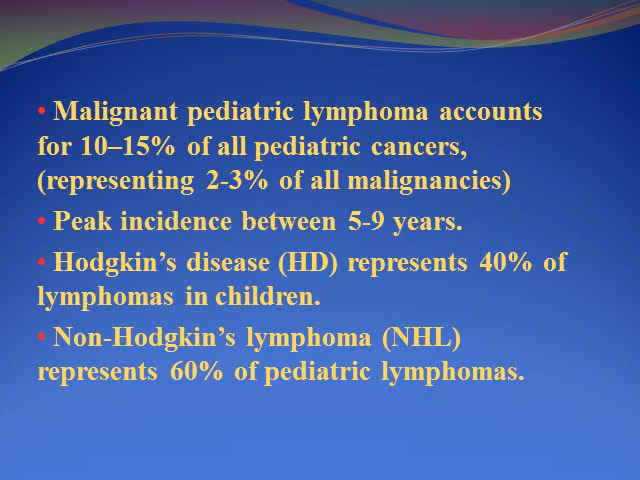 • Malignant pediatric lymphoma accounts
for 10–15% of all pediatric cancers,
(representing 2-3% of all malignancies)
• Peak incidence between 5-9 years.
• Hodgkin’s disease (HD) represents 40% of
lymphomas in children.
• Non-Hodgkin’s lymphoma (NHL)
represents 60% of pediatric lymphomas.